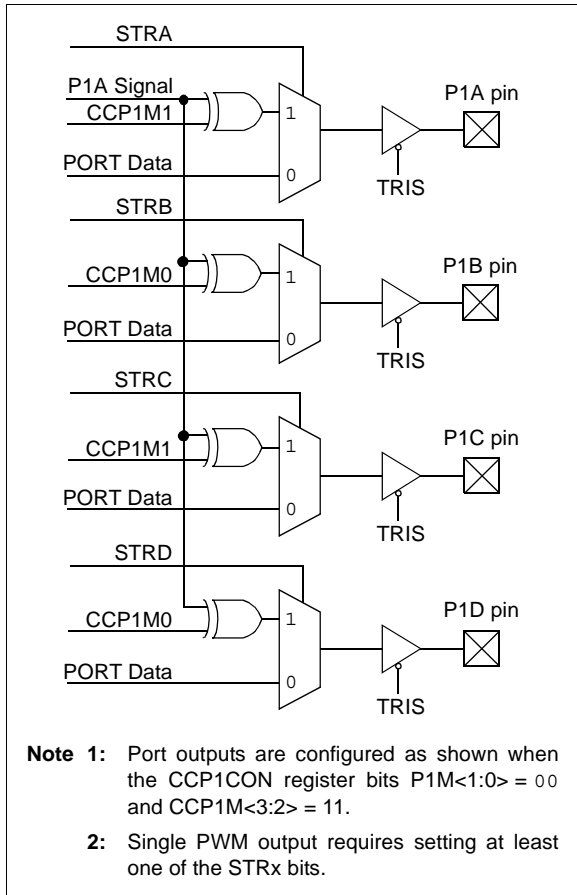 STRA
P1A Signal
CCP1M1
1
P1A pin
PORT Data
0
TRIS
STRB
CCP1M0
1
P1B pin
PORT Data
0
TRIS
STRC
CCP1M1
1
P1C pin
PORT Data
0
TRIS
STRD
CCP1M0
1
P1D pin
PORT Data
0
TRIS
Note 1: Port outputs are configured as shown when
the CCP1CON register bits P1M<1:0> = 00
and CCP1M<3:2> = 11.
2: Single PWM output requires setting at least
one of the STRx bits.